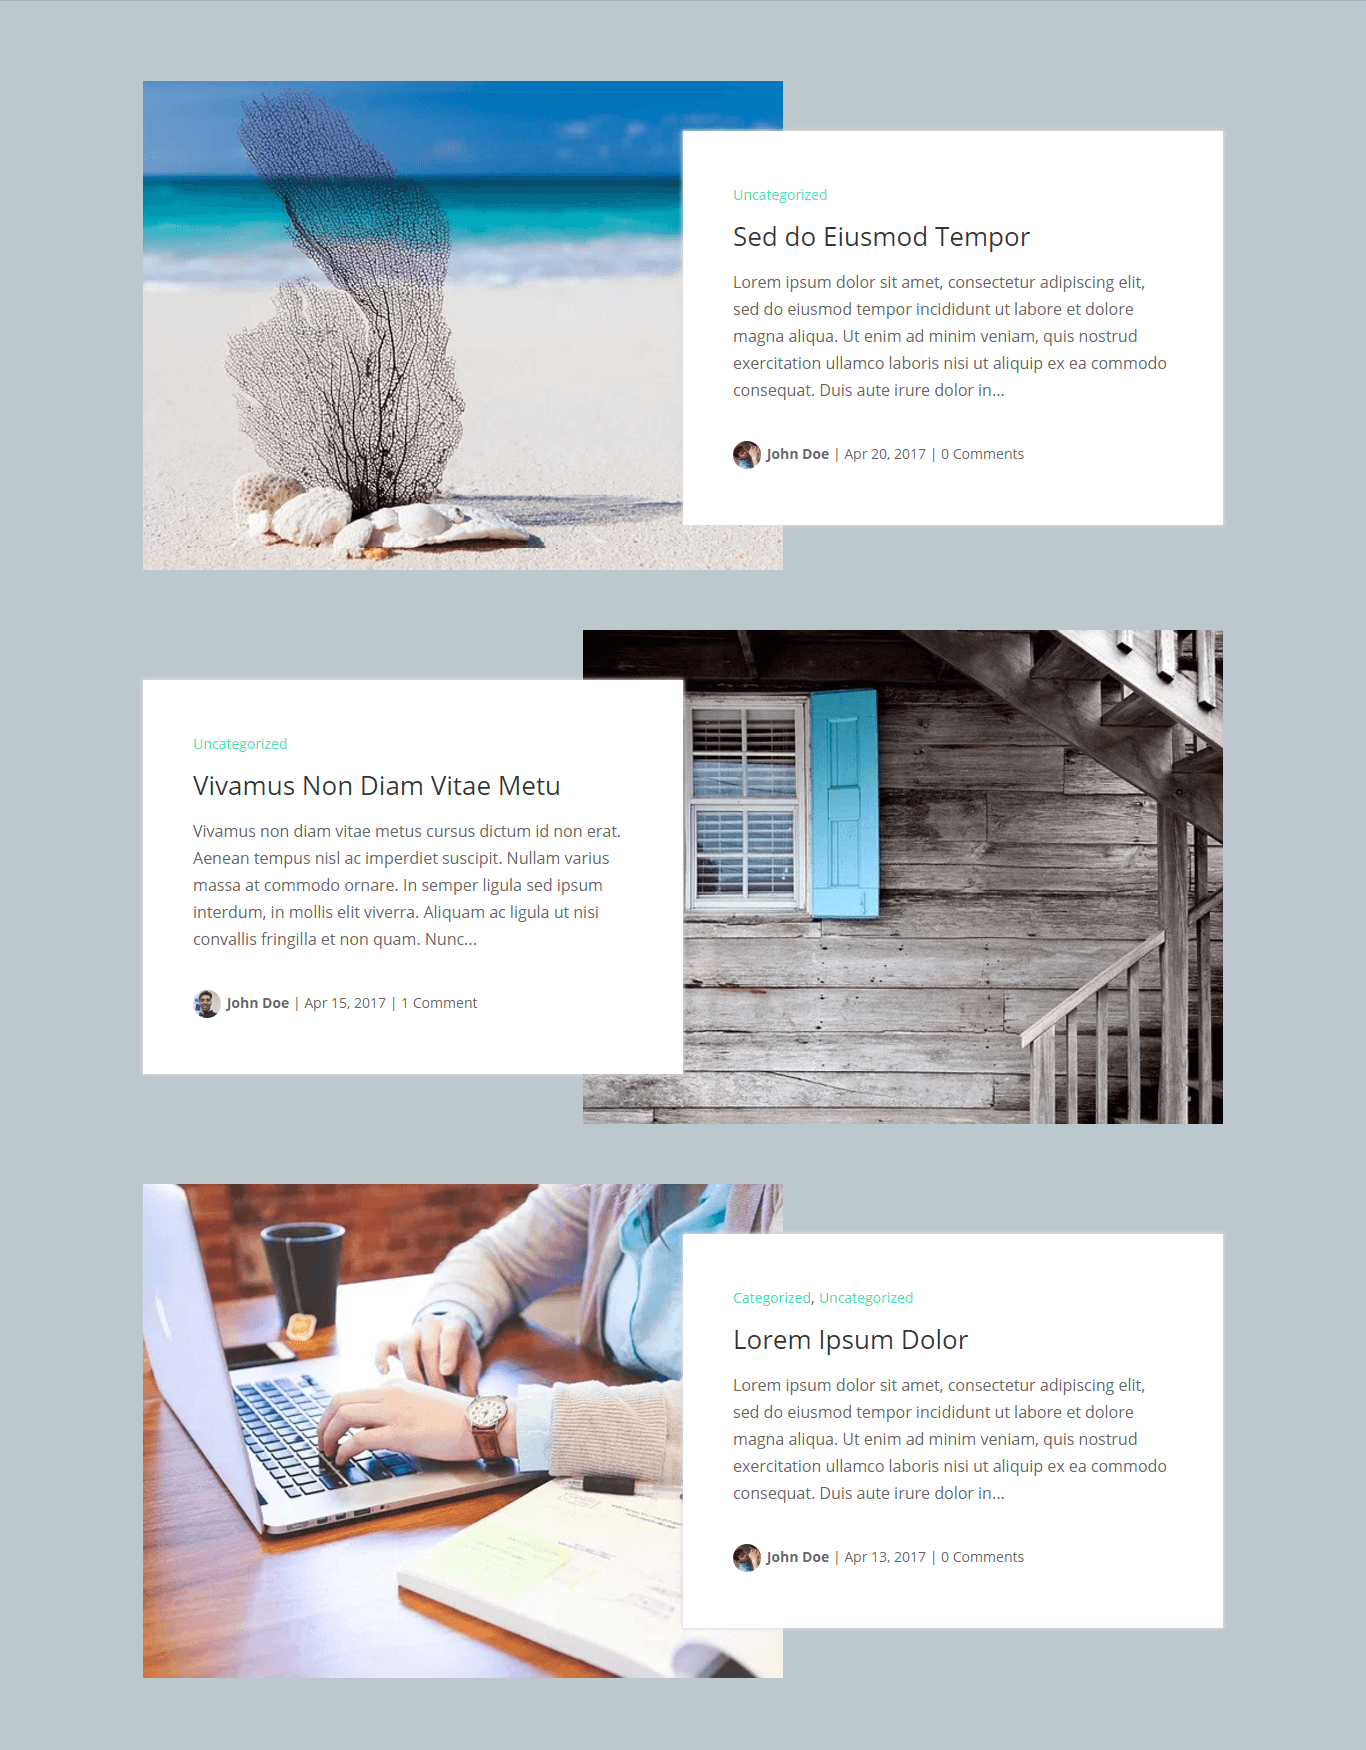 Uncategorized
Sed do Eiusmod Tempor
Lorem ipsum dolor sit amet, consectetur adipiscing elit,
sed do eiusmod tempor incididunt ut labore et dolore
magna aliqua. Ut enim ad minim veniam, quis nostrud
exercitation ullamco laboris nisi ut aliquip ex ea commodo
consequat. Duis aute irure dolor in...
John Doe | Apr 20, 2017 | 0 Comments
Uncategorized
Vivamus Non Diam Vitae Metu
Vivamus non diam vitae metus cursus dictum id non erat.
Aenean tempus nisl ac imperdiet suscipit. Nullam varius
massa at commodo ornare. In semper ligula sed ipsum
interdum, in mollis elit viverra. Aliquam ac ligula ut nisi
convallis fringilla et non quam. Nunc...
John Doe | Apr 15, 2017 | 1 Comment
Categorized, Uncategorized
Lorem Ipsum Dolor
Lorem ipsum dolor sit amet, consectetur adipiscing elit,
sed do eiusmod tempor incididunt ut labore et dolore
magna aliqua. Ut enim ad minim veniam, quis nostrud
exercitation ullamco laboris nisi ut aliquip ex ea commodo
consequat. Duis aute irure dolor in...
John Doe | Apr 13, 2017 | 0 Comments